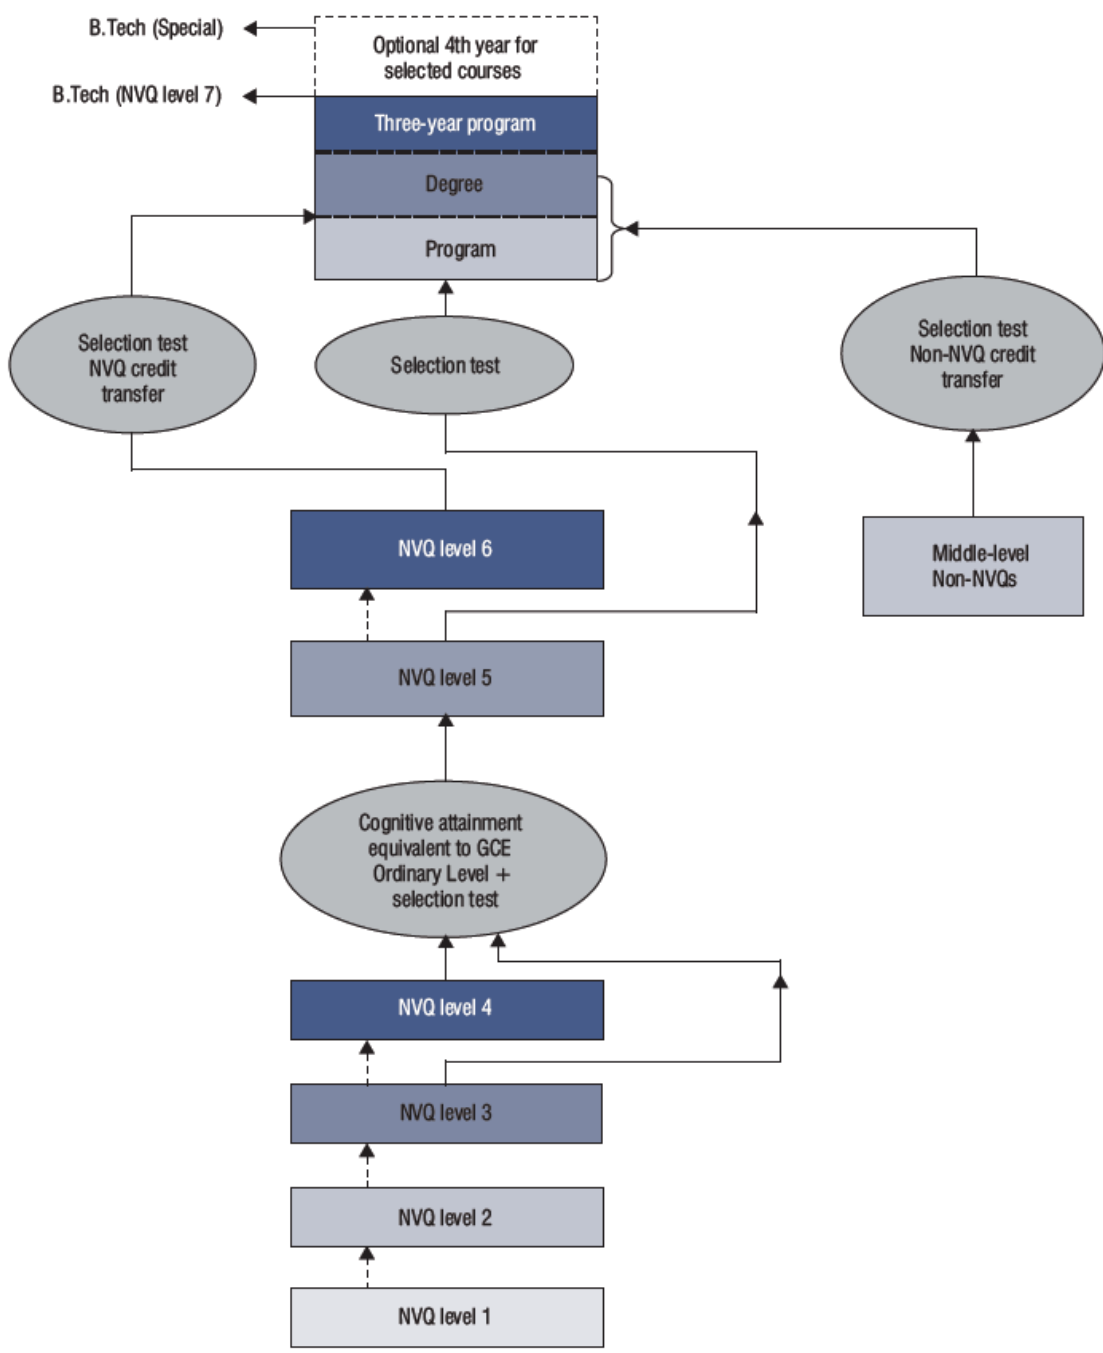 B.Tech (Special)
Optional 4th year for
selected courses
B.Tech (NVQ level 7)
Three-year program
Degree
Program
Selection test
NVQ credit
transfer
Selection test
Selection test
Non-NVQ credit
transfer
NVQ level 6
Middle-level
Non-NVQs
NVQ level 5
Cognitive attainment
equivalent to GCE
Ordinary Level +
selection test
NVQ level 4
NVQ level 3
NVQ level 2
NVQ level 1